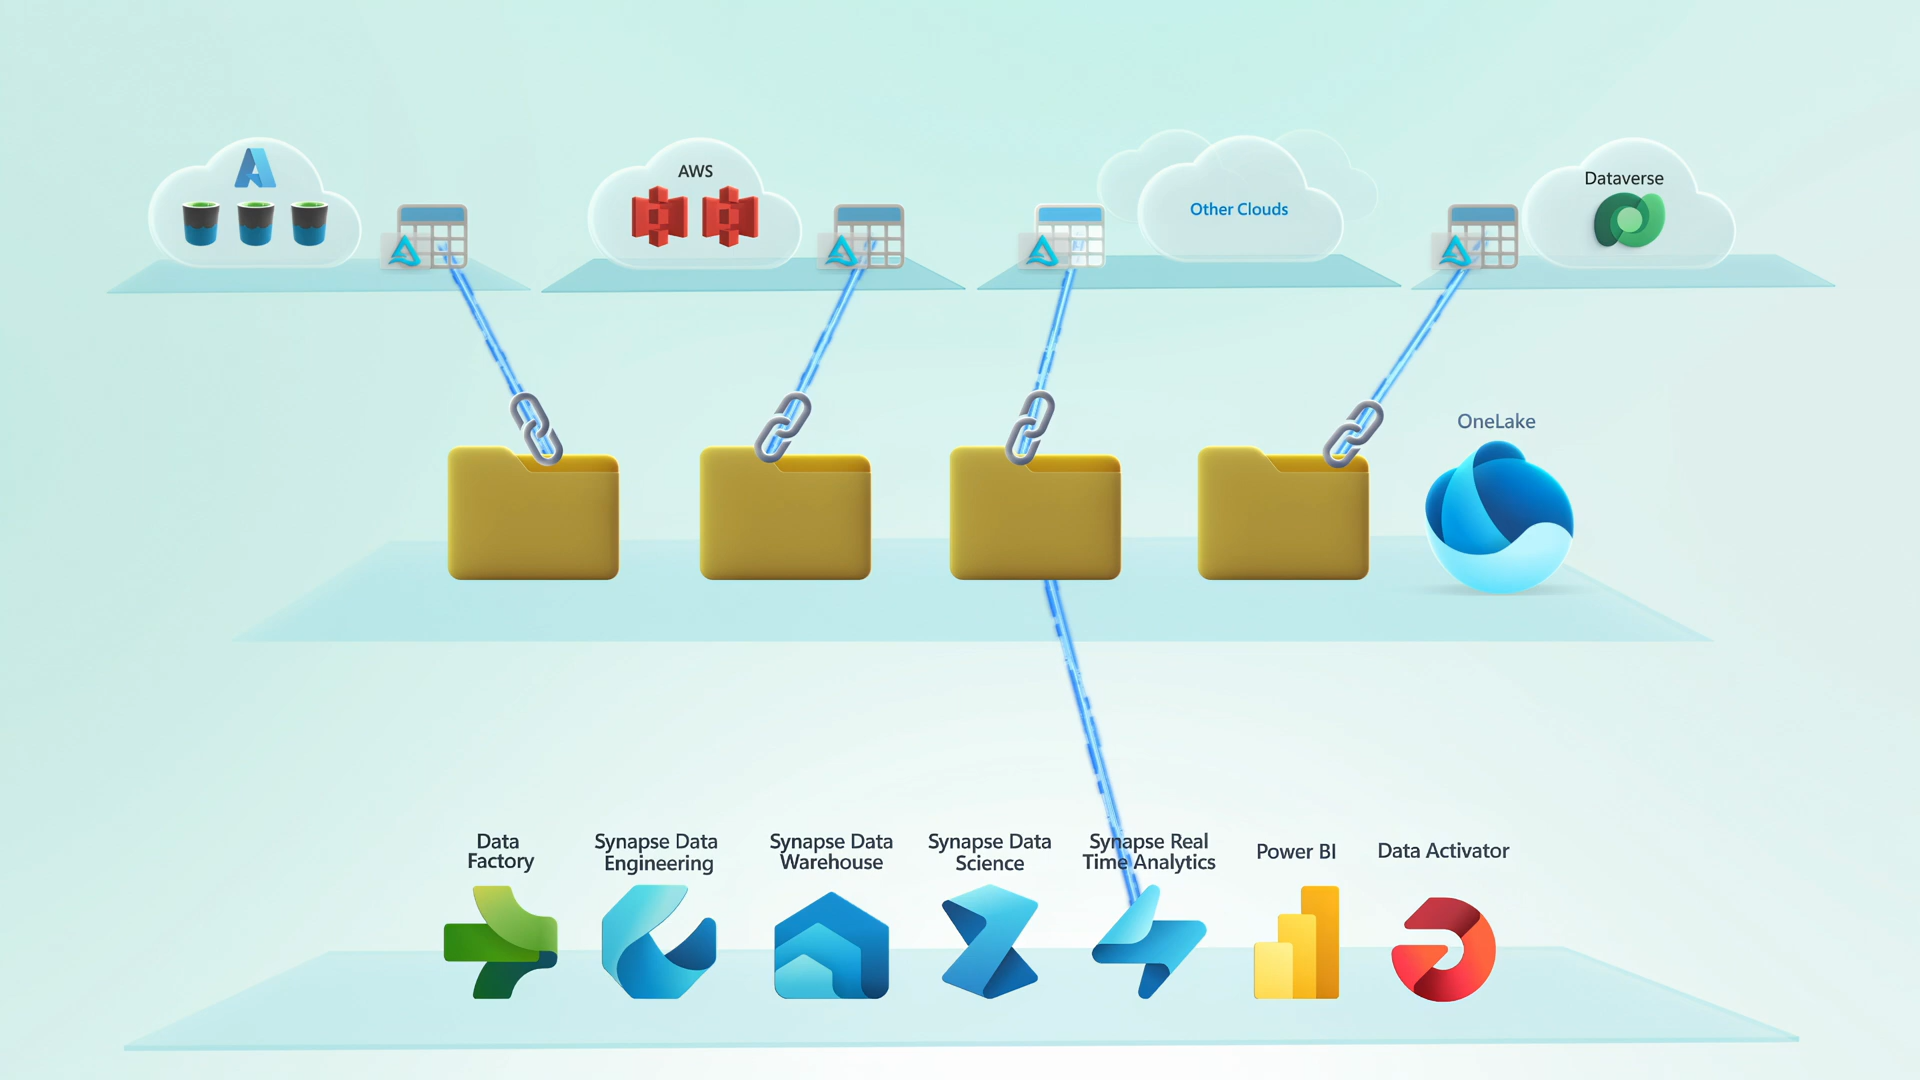 AWS
Other Clouds
Dataverse
OneLake
Data
Factory
Synapse Data
Engineering
Synapse Data
Warehouse
Synapse Data
Science
Synapse Real
Time Analytics
Power BI
Data Activator